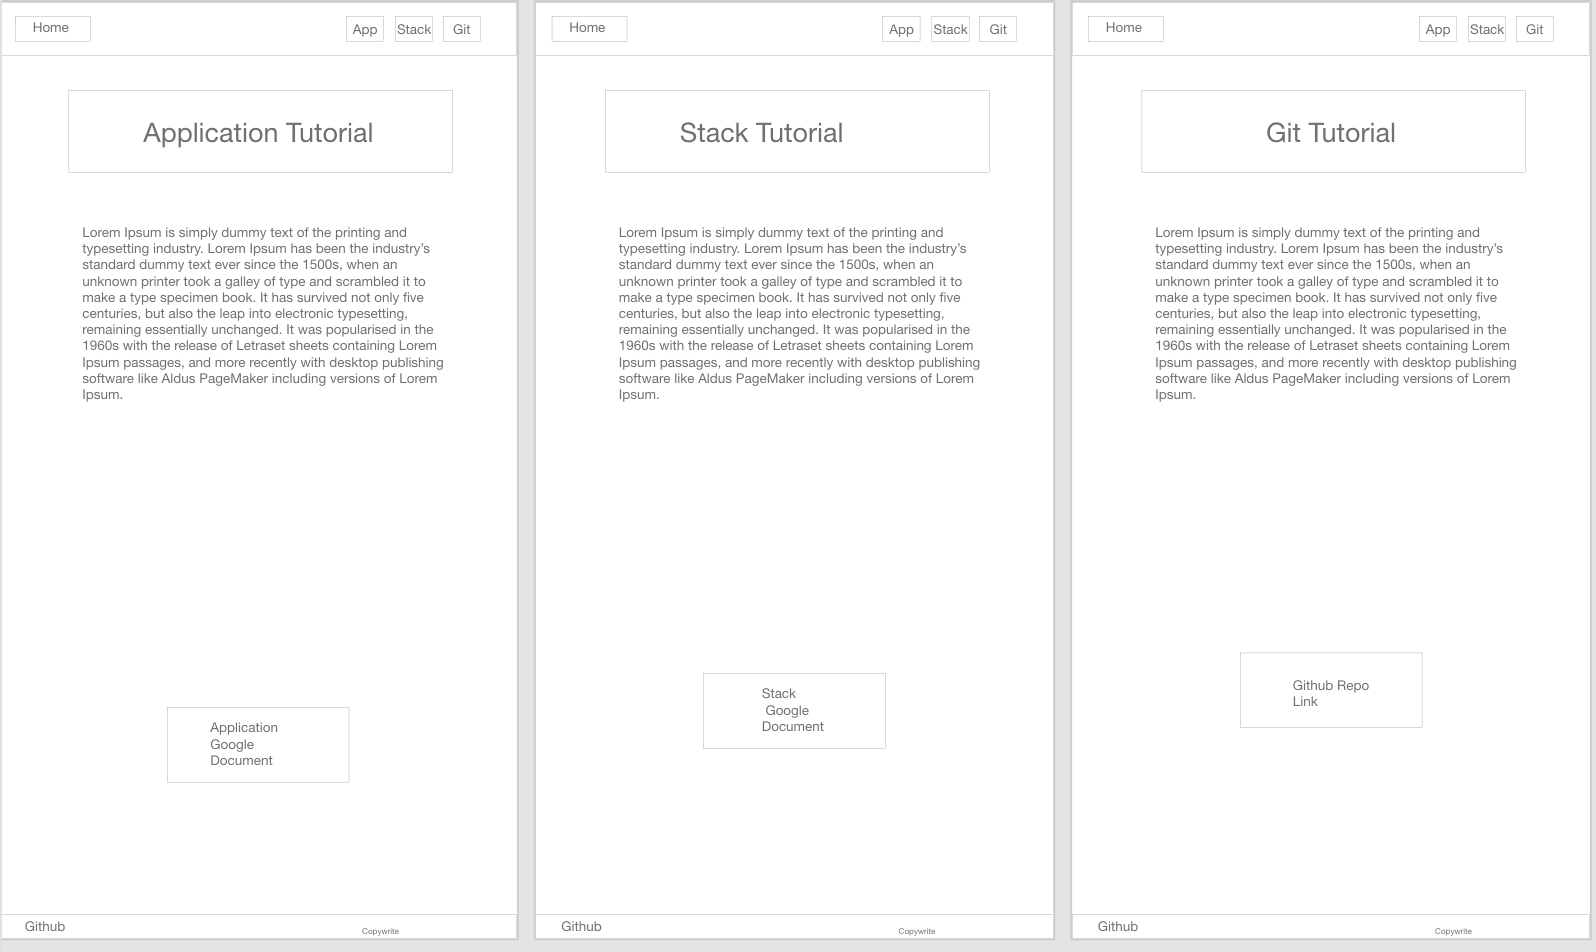 Home
App
Stack
Git
Application Tutorial
Lorem Ipsum is simply dummy text of the printing and
typesetting industry. Lorem Ipsum has been the industry’s
standard dummy text ever since the 1500s, when an
unknown printer took a galley of type and scrambled it to
make a type specimen book. It has survived not only five
centuries, but also the leap into electronic typesetting,
remaining essentially unchanged. It was popularised in the
1960s with the release of Letraset sheets containing Lorem
Ipsum passages, and more recently with desktop publishing
software like Aldus PageMaker including versions of Lorem
Ipsum.
Application
Google
Document
Github
Copywrite
Home
App
Stack
Git
Stack Tutorial
Lorem Ipsum is simply dummy text of the printing and
typesetting industry. Lorem Ipsum has been the industry’s
standard dummy text ever since the 1500s, when an
unknown printer took a galley of type and scrambled it to
make a type specimen book. It has survived not only five
centuries, but also the leap into electronic typesetting,
remaining essentially unchanged. It was popularised in the
1960s with the release of Letraset sheets containing Lorem
Ipsum passages, and more recently with desktop publishing
software like Aldus PageMaker including versions of Lorem
Ipsum.
Stack
Google
Document
Github
Copywrite
Home
App
Stack
Git
Git Tutorial
Lorem Ipsum is simply dummy text of the printing and
typesetting industry. Lorem Ipsum has been the industry’s
standard dummy text ever since the 1500s, when an
unknown printer took a galley of type and scrambled it to
make a type specimen book. It has survived not only five
centuries, but also the leap into electronic typesetting,
remaining essentially unchanged. It was popularised in the
1960s with the release of Letraset sheets containing Lorem
Ipsum passages, and more recently with desktop publishing
software like Aldus PageMaker including versions of Lorem
Ipsum.
Github Repo
Link
Github
Copywrite